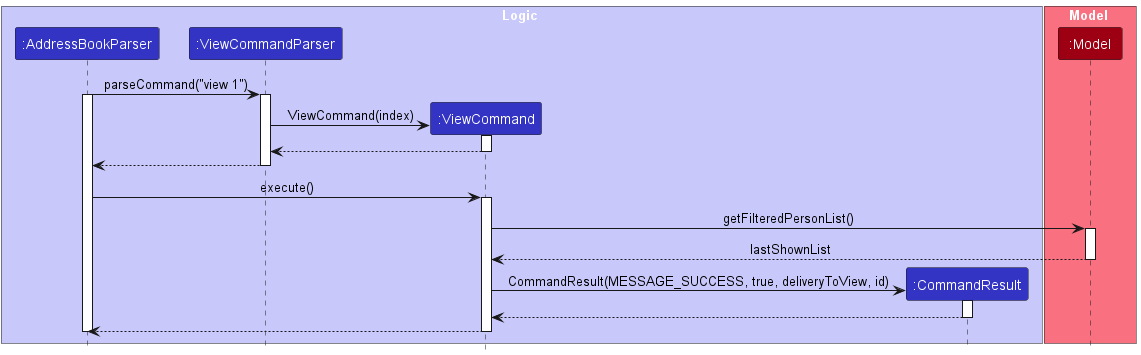 Logic
Model
:AddressBookParser
:ViewCommandParser
:Model
parseCommand("view 1")
ViewCommand(index)
:ViewCommand
execute()
getFilteredPersonList()
lastShownList
CommandResult(MESSAGE_SUCCESS, true, deliveryToView, id)
:CommandResult